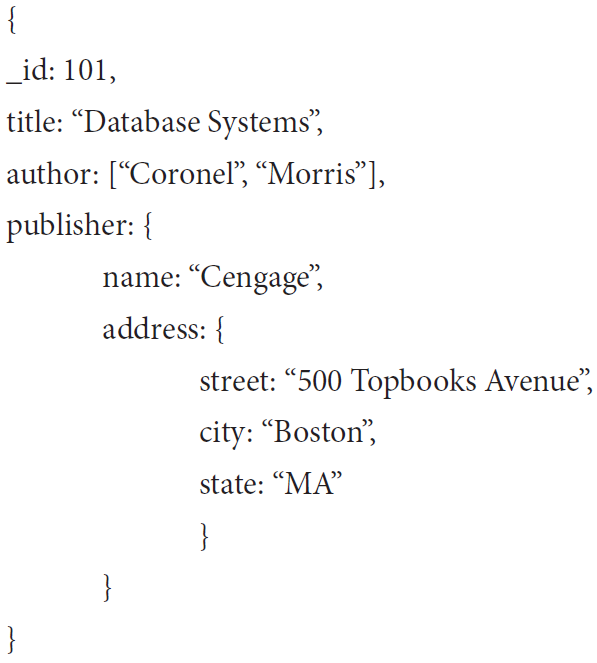 {
_id: 101,
title: “Database Systems”,
author: [“Coronel”, “Morris”],
publisher: {
name: “Cengage”,
address: {
street: “500 Topbooks Avenue”,
city: “Boston”,
state: “MA”
}
}
}